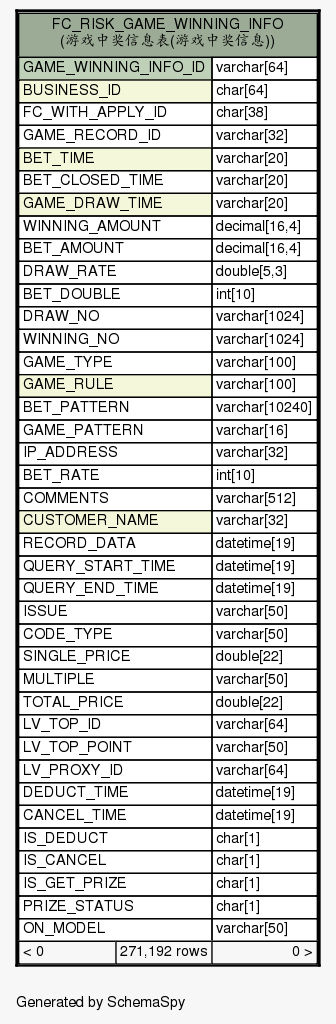 FC_RISK_GAME_WINNING_INFO
(游戏中奖信息表(游戏信息))
GAME_WINNING_INFO_ID varchar[64]
BUSINESS_ID char[64]
FC_WITH_APPLY_ID char[38]
GAME_RECORD_ID varchar[32]
BET_TIME varchar[20]
BET_CLOSED_TIME varchar[20]
GAME_DRAW_TIME varchar[20]
WINNING_AMOUNT decimal[16,4]
BET_AMOUNT decimal[16,4]
DRAW_RATE double[5,3]
BET_DOUBLE int[10]
DRAW_NO varchar[1024]
WINNING_NO varchar[1024]
GAME_TYPE varchar[100]
GAME_RULE varchar[100]
BET_PATTERN varchar[10240]
GAME_PATTERN varchar[16]
IP_ADDRESS varchar[32]
BET_RATE int[10]
COMMENTS varchar[512]
CUSTOMER_NAME varchar[32]
RECORD_DATA datetime[19]
QUERY_START_TIME datetime[19]
QUERY_END_TIME datetime[19]
ISSUE varchar[50]
CODE_TYPE varchar[50]
SINGLE_PRICE double[22]
MULTIPLE varchar[50]
TOTAL_PRICE double[22]
LV_TOP_ID varchar[64]
LV_TOP_POINT varchar[50]
LV_PROXY_ID varchar[64]
DEDUCT_TIME datetime[19]
CANCEL_TIME datetime[19]
IS_DEDUCT char[1]
IS_CANCEL char[1]
IS_GET_PRIZE char[1]
PRIZE_STATUS char[1]
ON_MODEL varchar[50]
< 0 271,192 rows 0 >
Generated by SchemaSpy